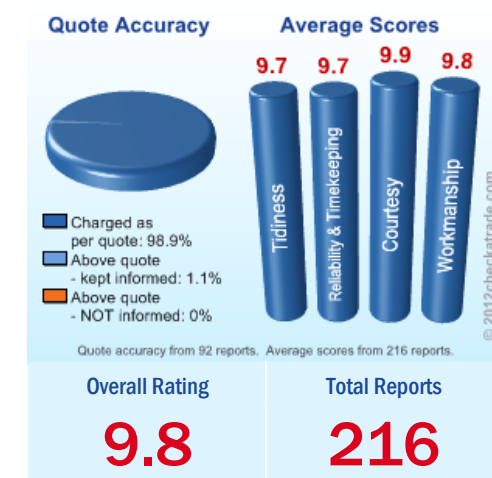 Quote Accuracy
Average Scores
9.7
9.7
9.9
9.8
Tidiness
Reliability & Timekeeping
Courtesy
Workmanship
Charged as
per quote: 98.9%
Above quote
- kept informed: 1.1%
Above quote
- NOT informed: 0%
© 2012checkatrade.com
Quote accuracy from 92 reports. Average scores from 216 reports.
Overall Rating
Total Reports
9.8
216